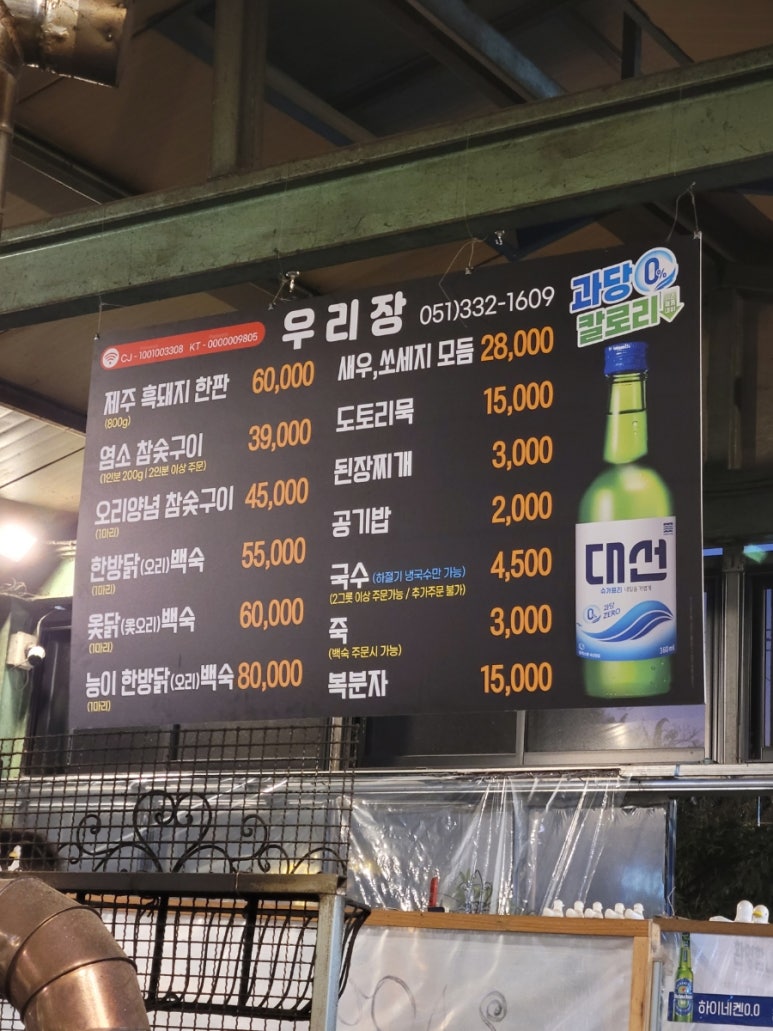 우리장 051)332-1609
CJ - 1001003308 KT - 0000009805
제주 흑돼지 한판 60,000
(800g)
염소 참숯구이 39,000
(1인분 200g | 2인분 이상 주문)
오리양념 참숯구이 45,000
(1마리)
한방닭(오리)백숙 55,000
(1마리)
옻닭(옻오리)백숙 60,000
(1마리)
능이 한방닭(오리)백숙 80,000
(1마리)
새우,쏘세지 모듬 28,000
도토리묵 15,000
된장찌개 3,000
공기밥 2,000
국수 (하절기 냉국수만 가능) 4,500
(2그릇 이상 주문가능 / 추가주문 불가)
죽 3,000
(백숙 주문시 가능)
복분자 15,000
과당 0%
칼로리
대선
슈가프리
0% 과당 ZERO
360ml
하이네켄0.0